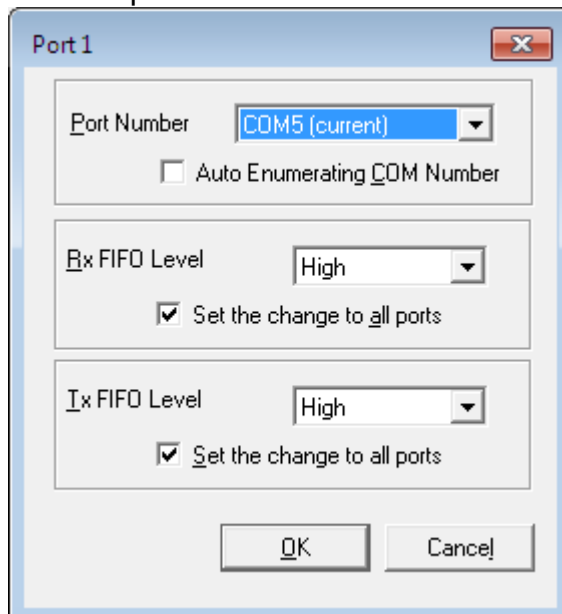 Port 1
Port Number COM5 (current)
Auto Enumerating COM Number
Rx FIFO Level High
Set the change to all ports
Tx FIFO Level High
Set the change to all ports
OK Cancel